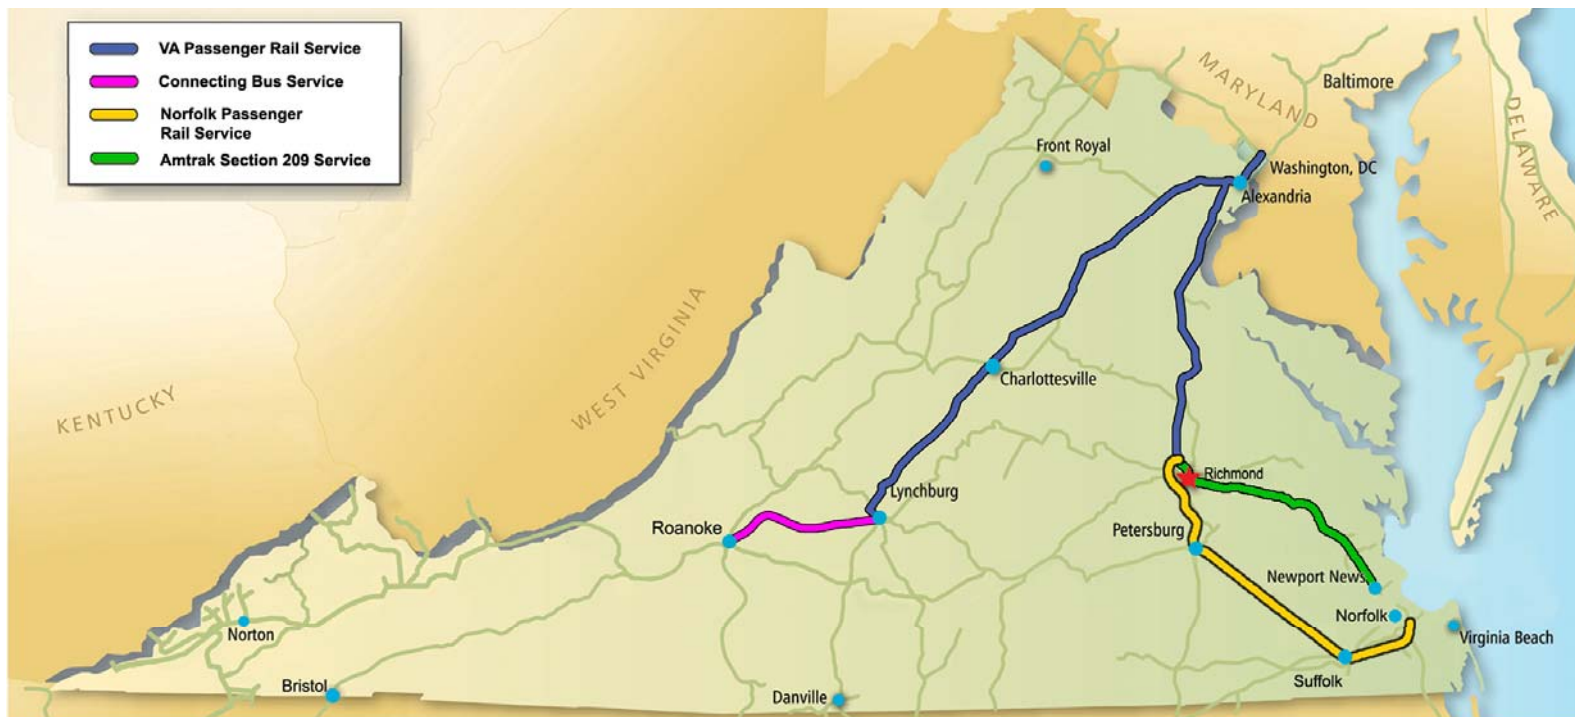 VA Passenger Rail Service
Connecting Bus Service
Norfolk Passenger
Rail Service
Amtrak Section 209 Service
MARYLAND
Baltimore
DELAWARE
Front Royal
Washington, DC
Alexandria
WEST VIRGINIA
KENTUCKY
Charlottesville
Richmond
Lynchburg
Roanoke
Petersburg
Newport News
Norfolk
Norton
Virginia Beach
Suffolk
Bristol
Danville